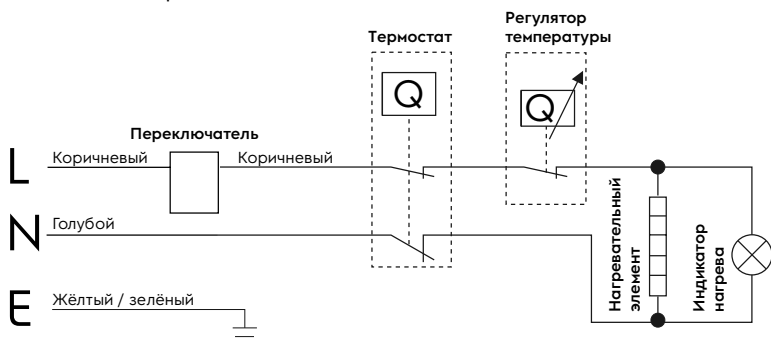 Регулятор
температуры
Термостат
Q
Q
Переключатель
L
Коричневый
Коричневый
N
Голубой
E
Жёлтый / зелёный
Нагревательный
элемент
Индикатор
нагрева